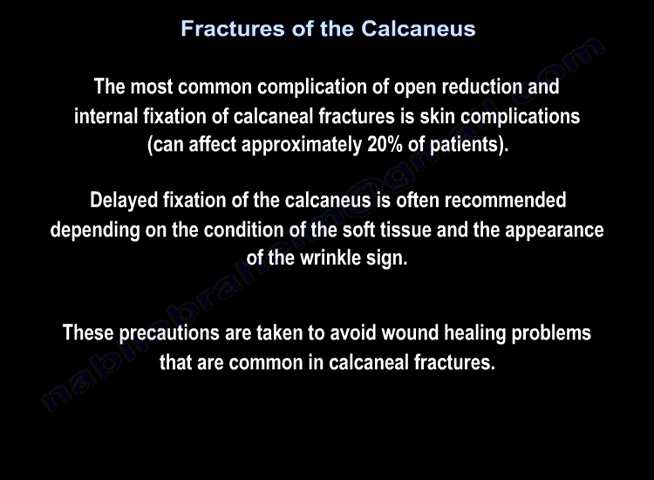 Fractures of the Calcaneus
The most common complication of open reduction and
internal fixation of calcaneal fractures is skin complications
(can affect approximately 20% of patients).
Delayed fixation of the calcaneus is often recommended
depending on the condition of the soft tissue and the appearance
of the wrinkle sign.
These precautions are taken to avoid wound healing problems
that are common in calcaneal fractures.